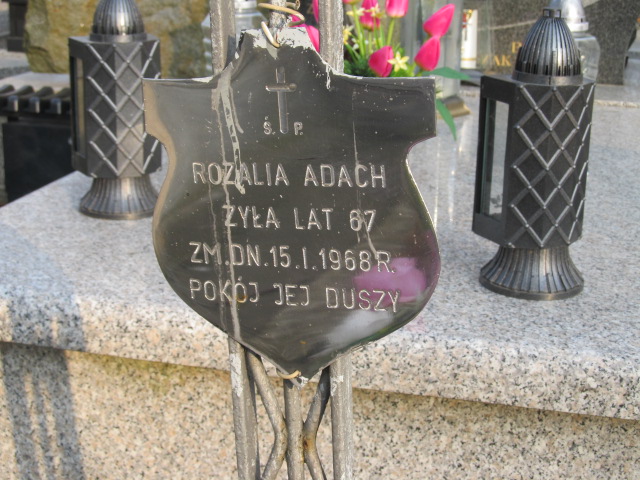 Ś. P.
ROZALIA ADACH
ŻYŁA LAT 67
ZM. DN. 15. I. 1968 R.
POKÓJ JEJ DUSZY